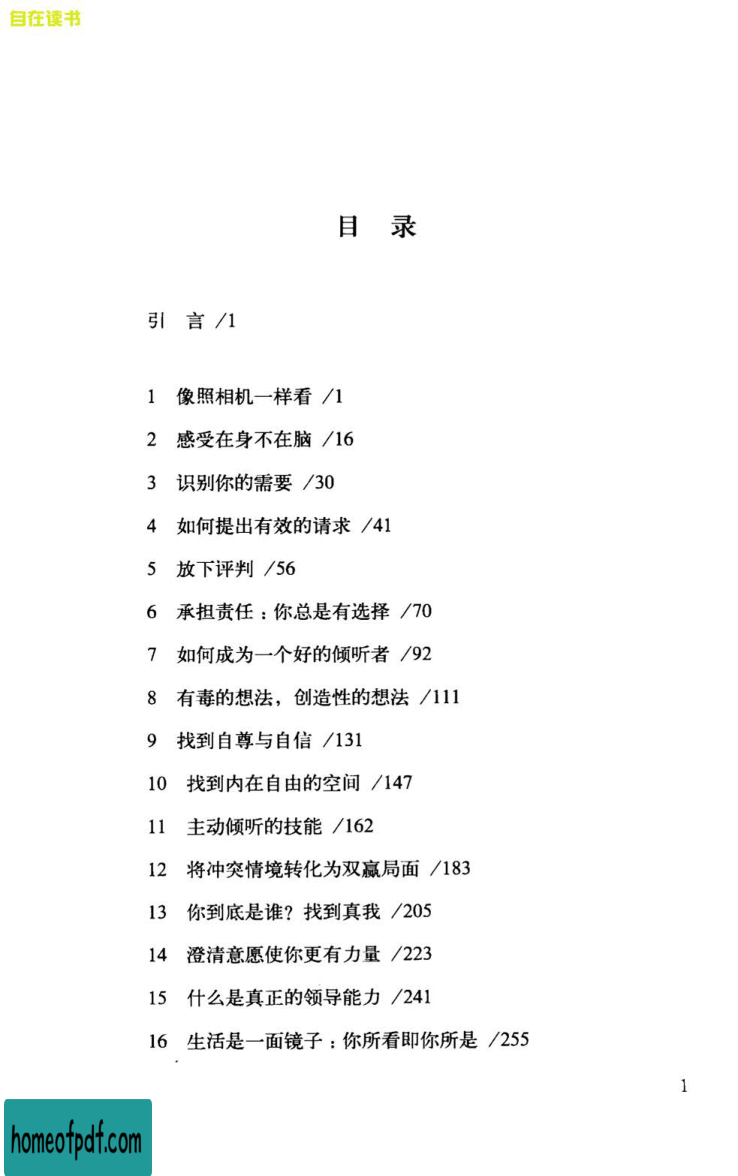 自在读书
目 录
引 言 /1
1 像照相机一样看 /1
2 感受在身不在脑 /16
3 识别你的需要 /30
4 如何提出有效的请求 /41
5 放下评判 /56
6 承担责任：你总是有选择 /70
7 如何成为一个好的倾听者 /92
8 有毒的想法，创造性的想法 /111
9 找到自尊与自信 /131
10 找到内在自由的空间 /147
11 主动倾听的技能 /162
12 将冲突情境转化为双赢局面 /183
13 你到底是谁？找到真我 /205
14 澄清意愿使你更有力量 /223
15 什么是真正的领导能力 /241
16 生活是一面镜子：你所看即你所是 /255
1
homeofpdf.com